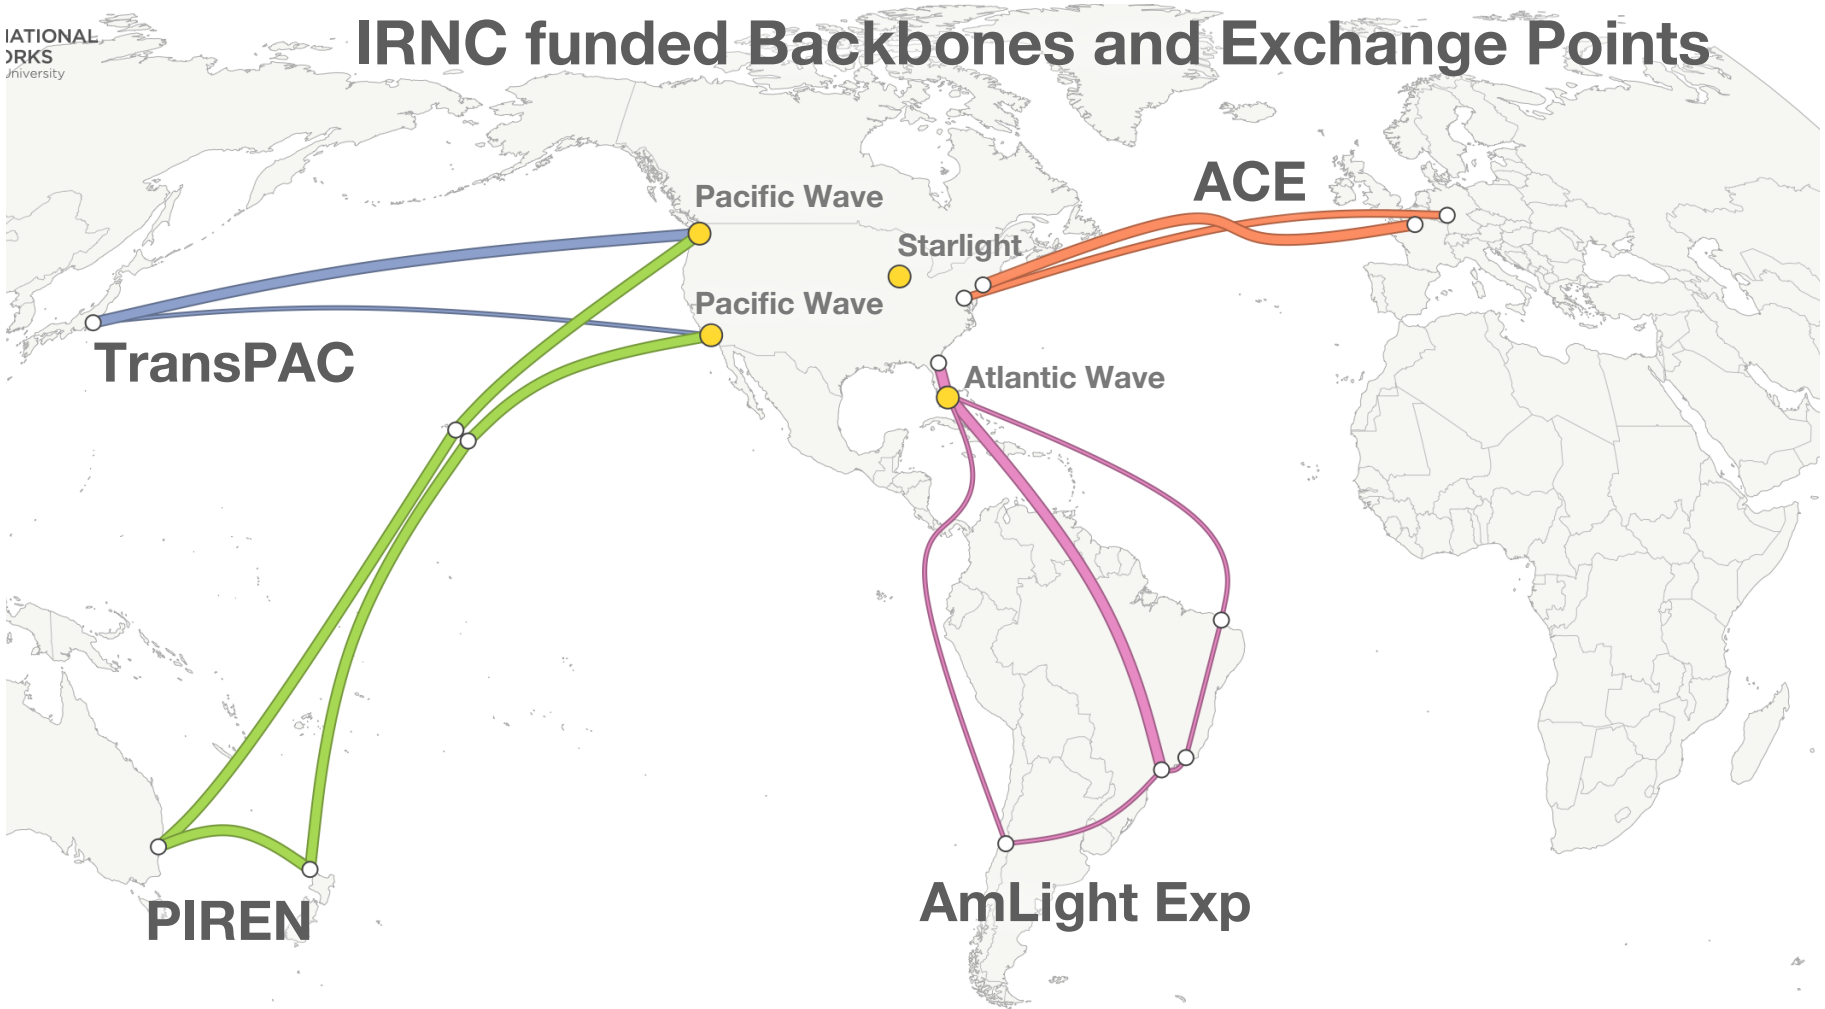 IRNC funded Backbones and Exchange Points
NATIONAL
ORKS
University
ACE
Pacific Wave
Starlight
Pacific Wave
TransPAC
Atlantic Wave
AmLight Exp
PIREN